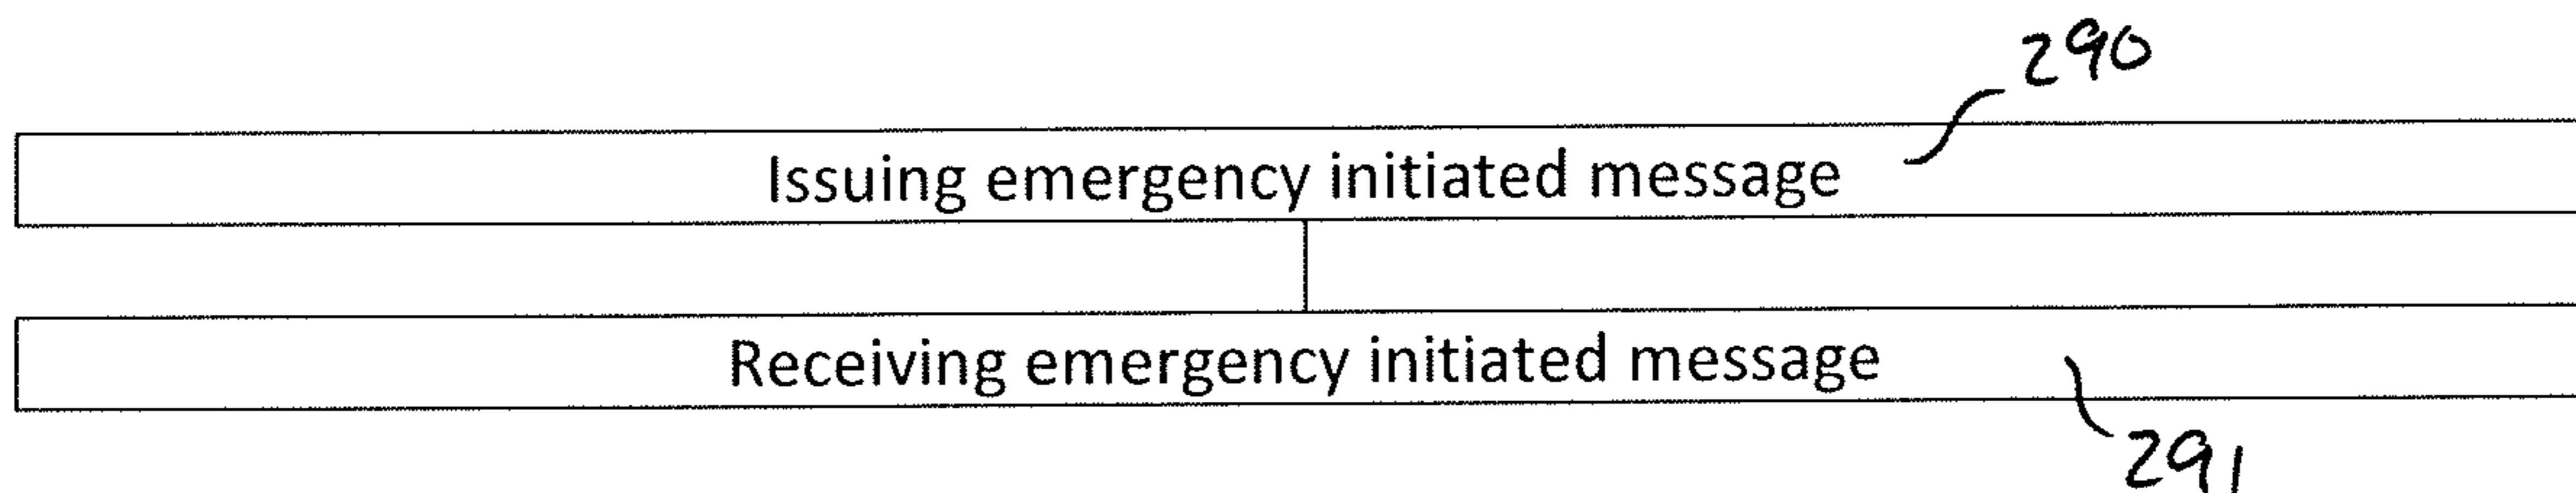 290
Issuing emergency initiated message
Receiving emergency initiated message
291